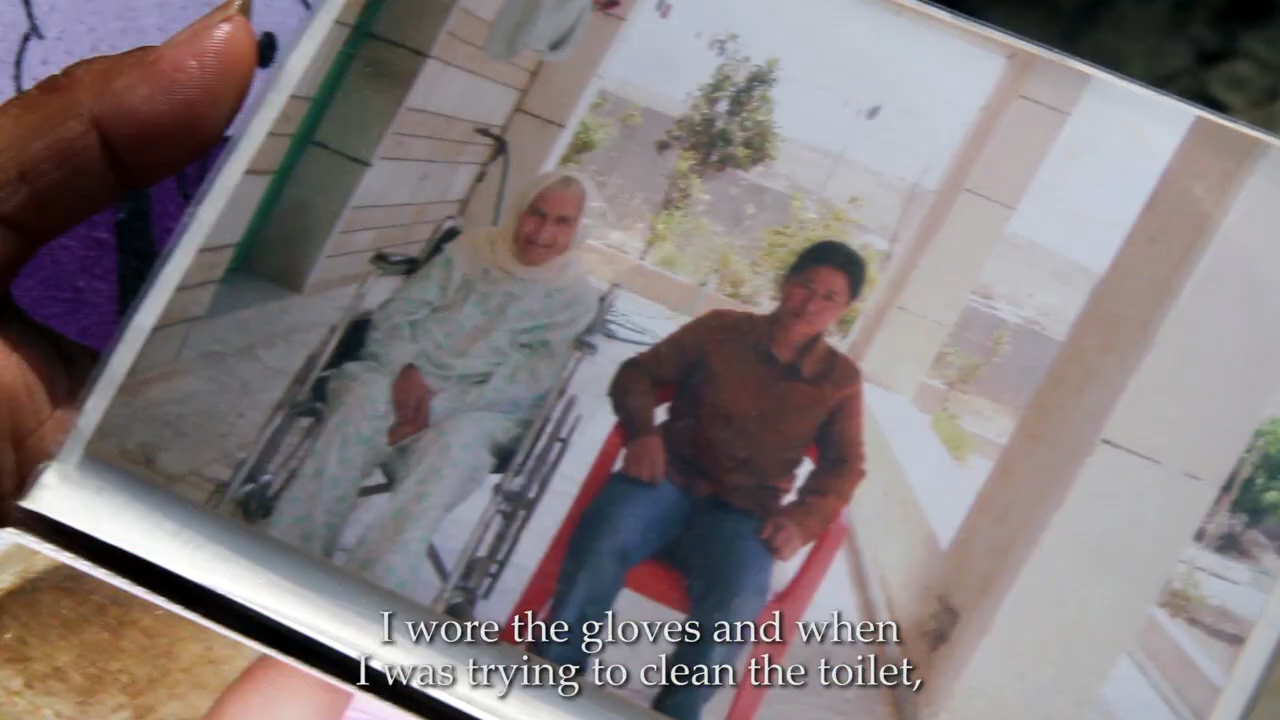 I wore the gloves and when
I was trying to clean the toilet,